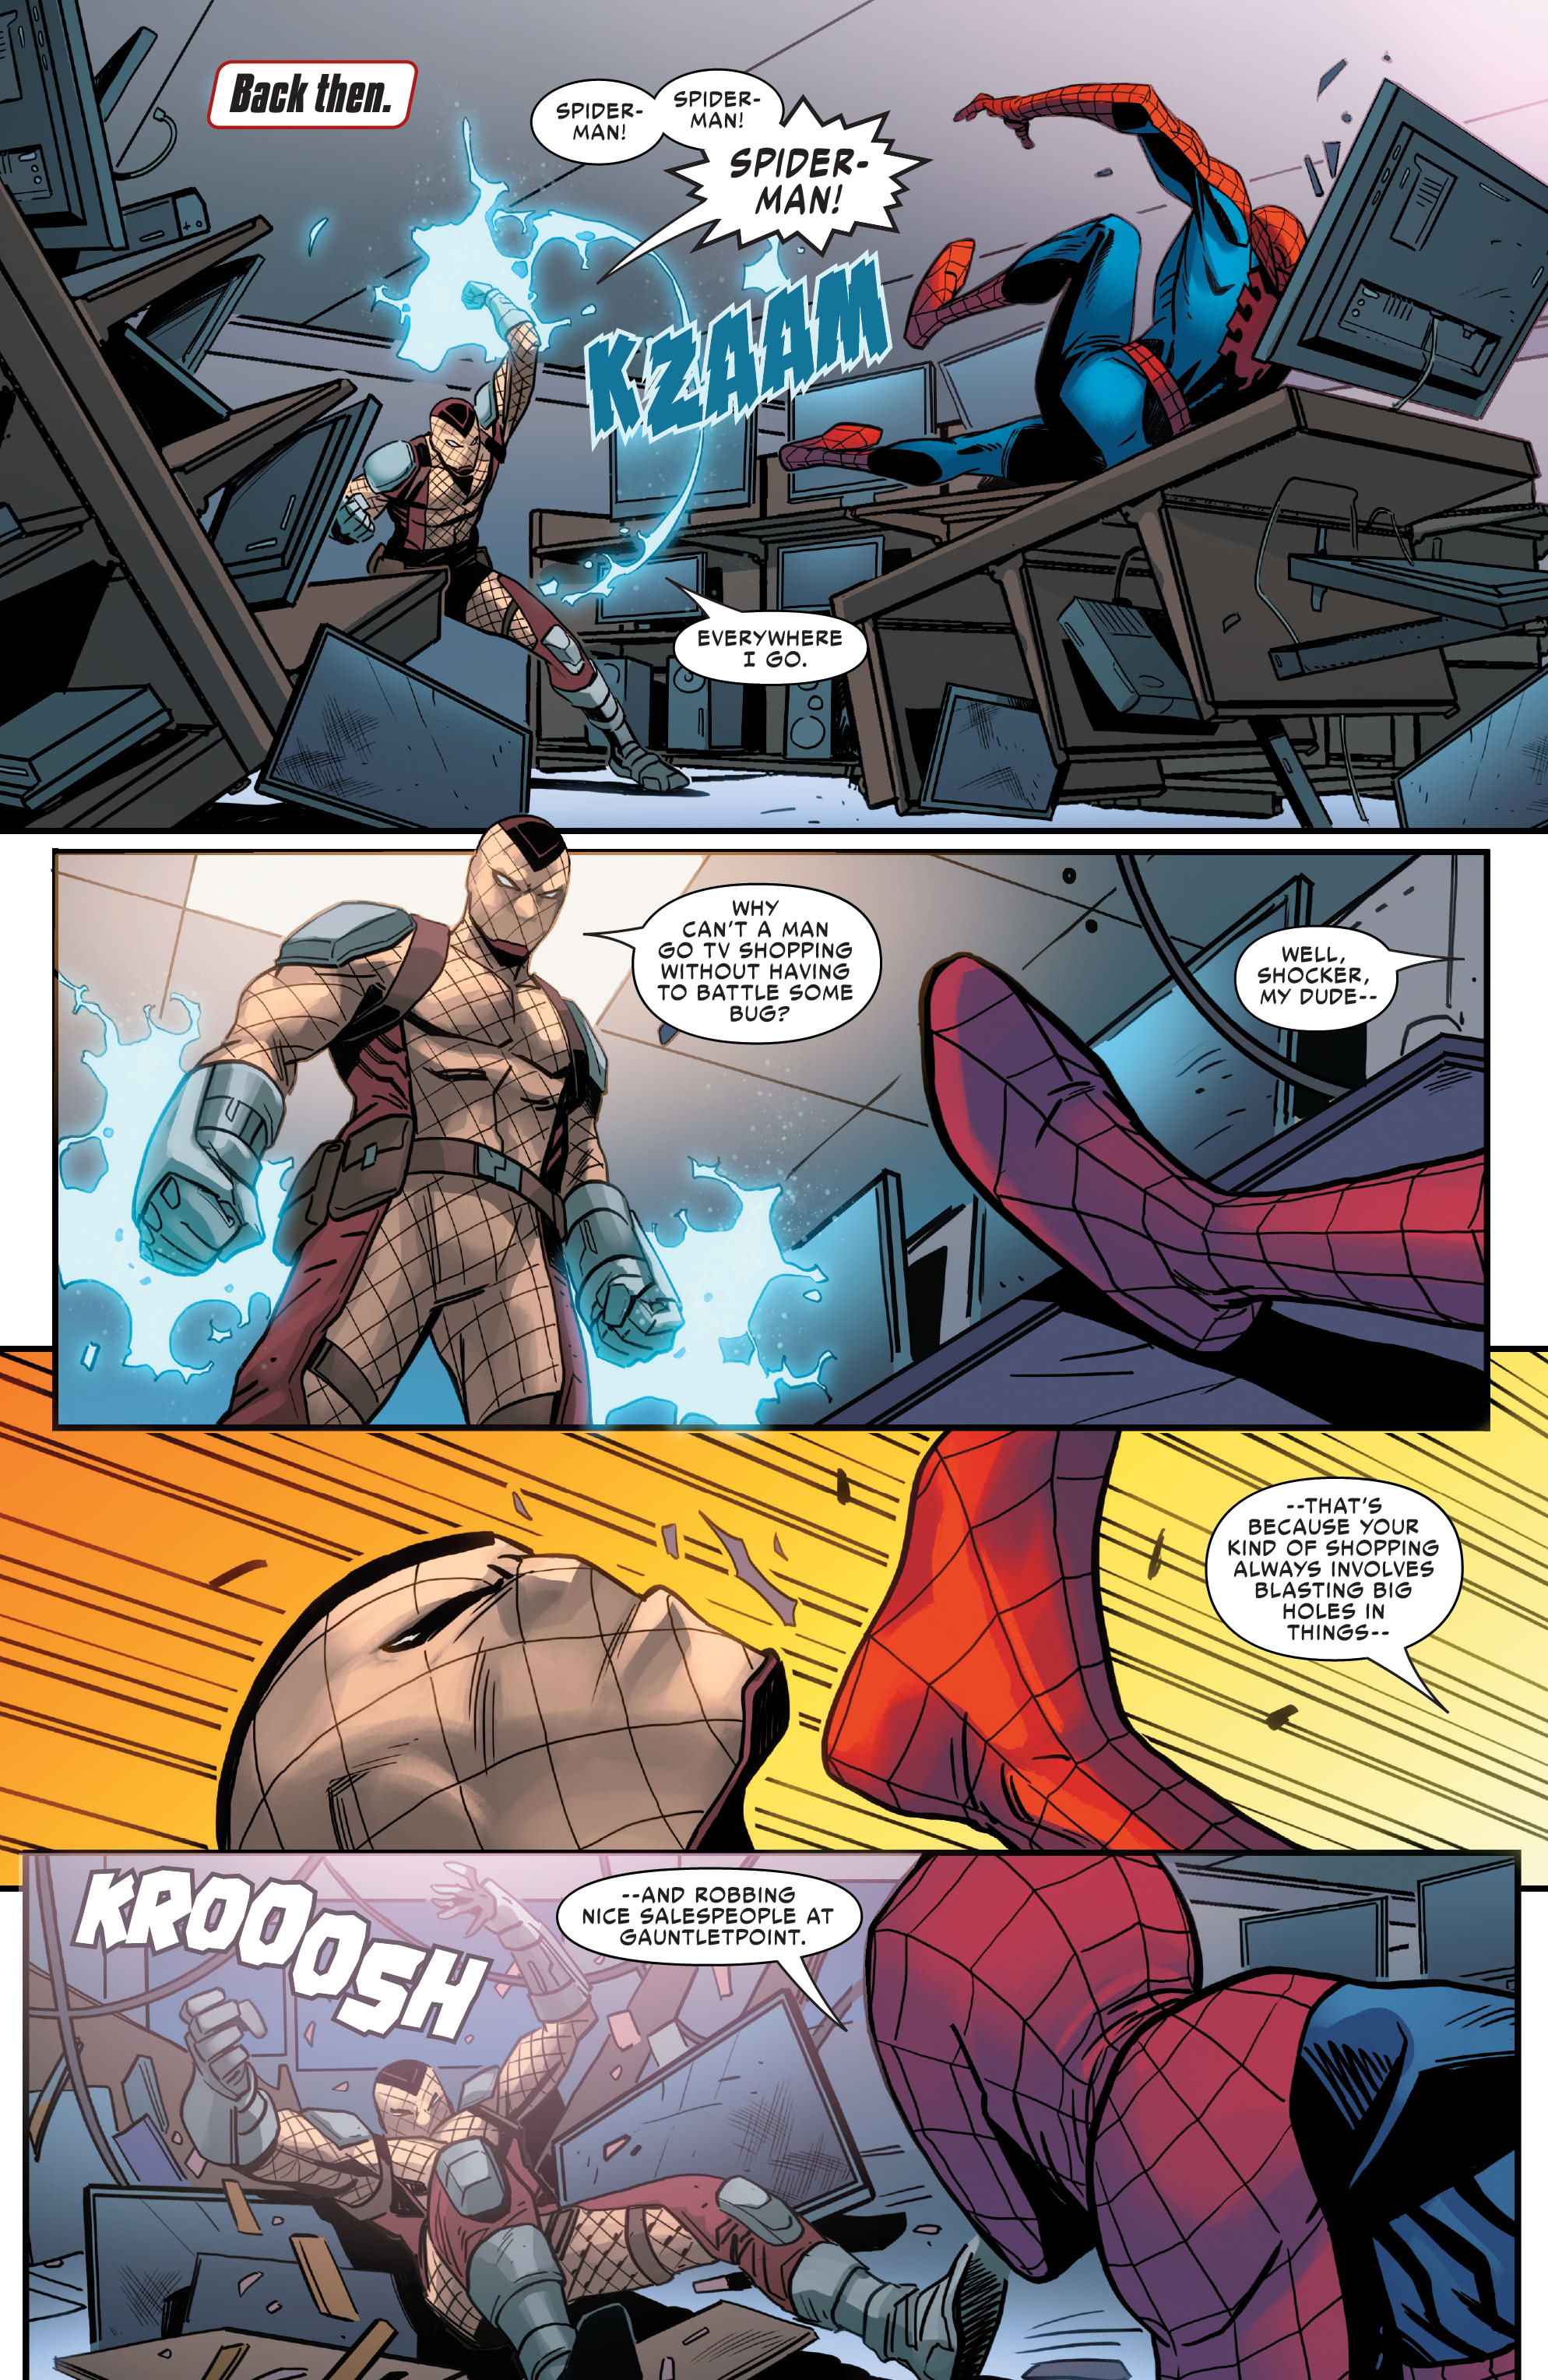 Back then.
SPIDER-
MAN!
SPIDER-
MAN!
SPIDER-
MAN!
KZAAM
EVERYWHERE
I GO.
WHY
CAN'T A MAN
GO TV SHOPPING
WITHOUT HAVING
TO BATTLE SOME
BUG?
WELL,
SHOCKER,
MY DUDE--
--THAT'S
BECAUSE YOUR
KIND OF SHOPPING
ALWAYS INVOLVES
BLASTING BIG
HOLES IN
THINGS--
KROOOSH
--AND ROBBING
NICE SALESPEOPLE AT
GAUNTLETPOINT.